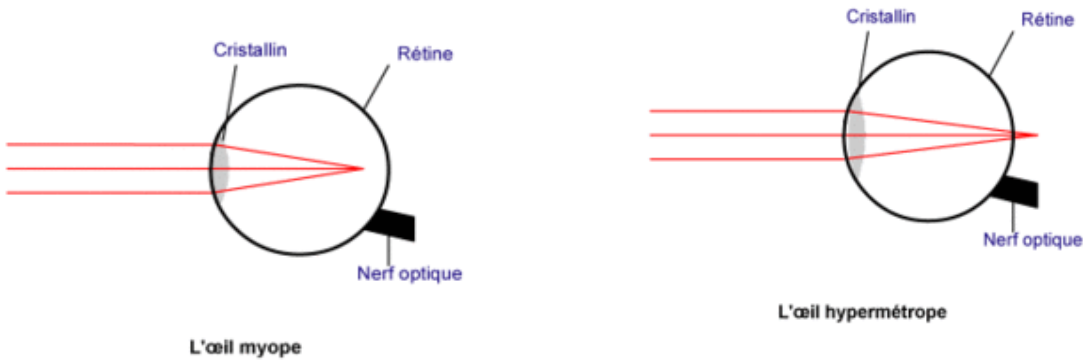 Cristallin
Rétine
Nerf optique
L'œil myope
Cristallin
Rétine
Nerf optique
L'œil hypermétrope